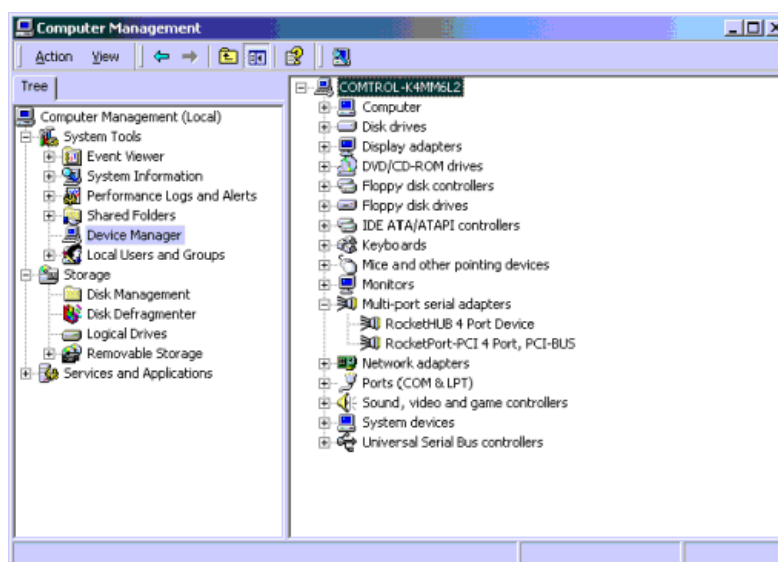 Computer Management
Action View
Tree
Computer Management (Local)
System Tools
Event Viewer
System Information
Performance Logs and Alerts
Shared Folders
Device Manager
Local Users and Groups
Storage
Disk Management
Disk Defragmenter
Logical Drives
Removable Storage
Services and Applications
COMTROL-K4MM6L2
Computer
Disk drives
Display adapters
DVD/CD-ROM drives
Floppy disk controllers
Floppy disk drives
IDE ATA/ATAPI controllers
Keyboards
Mice and other pointing devices
Monitors
Multi-port serial adapters
RocketHUB 4 Port Device
RocketPort-PCI 4 Port, PCI-BUS
Network adapters
Ports (COM & LPT)
Sound, video and game controllers
System devices
Universal Serial Bus controllers